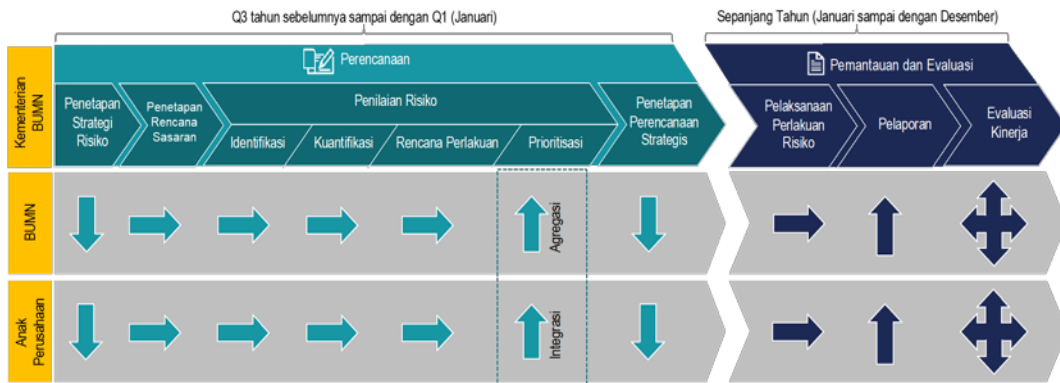 Q3 tahun sebelumnya sampai dengan Q1 (Januari)
Sepanjang Tahun (Januari sampai dengan Desember)
Kementerian
BUMN
Perencanaan
Penetapan
Strategi
Risiko
Penetapan
Rencana
Sasaran
Penilaian Risiko
Identifikasi
Kuantifikasi
Rencana Perlakuan
Prioritisasi
Penetapan
Perencanaan
Strategis
Pemantauan dan Evaluasi
Pelaksanaan
Perlakuan
Risiko
Pelaporan
Evaluasi
Kinerja
BUMN
Agregasi
Anak
Perusahaan
Integrasi